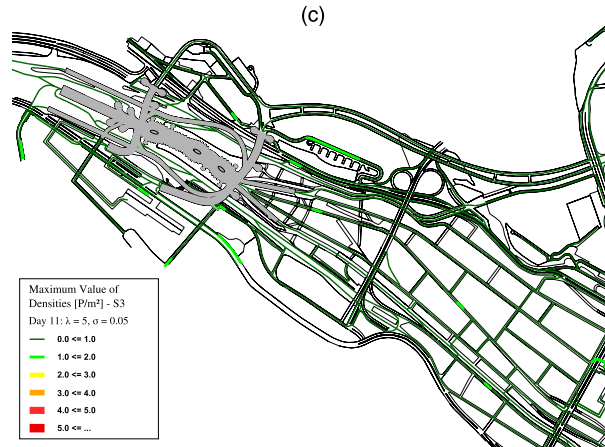 (c)
Maximum Value of
Densities [P/m²] - S3
Day 11: λ = 5, σ = 0.05
0.0 <= 1.0
1.0 <= 2.0
2.0 <= 3.0
3.0 <= 4.0
4.0 <= 5.0
5.0 <= ...